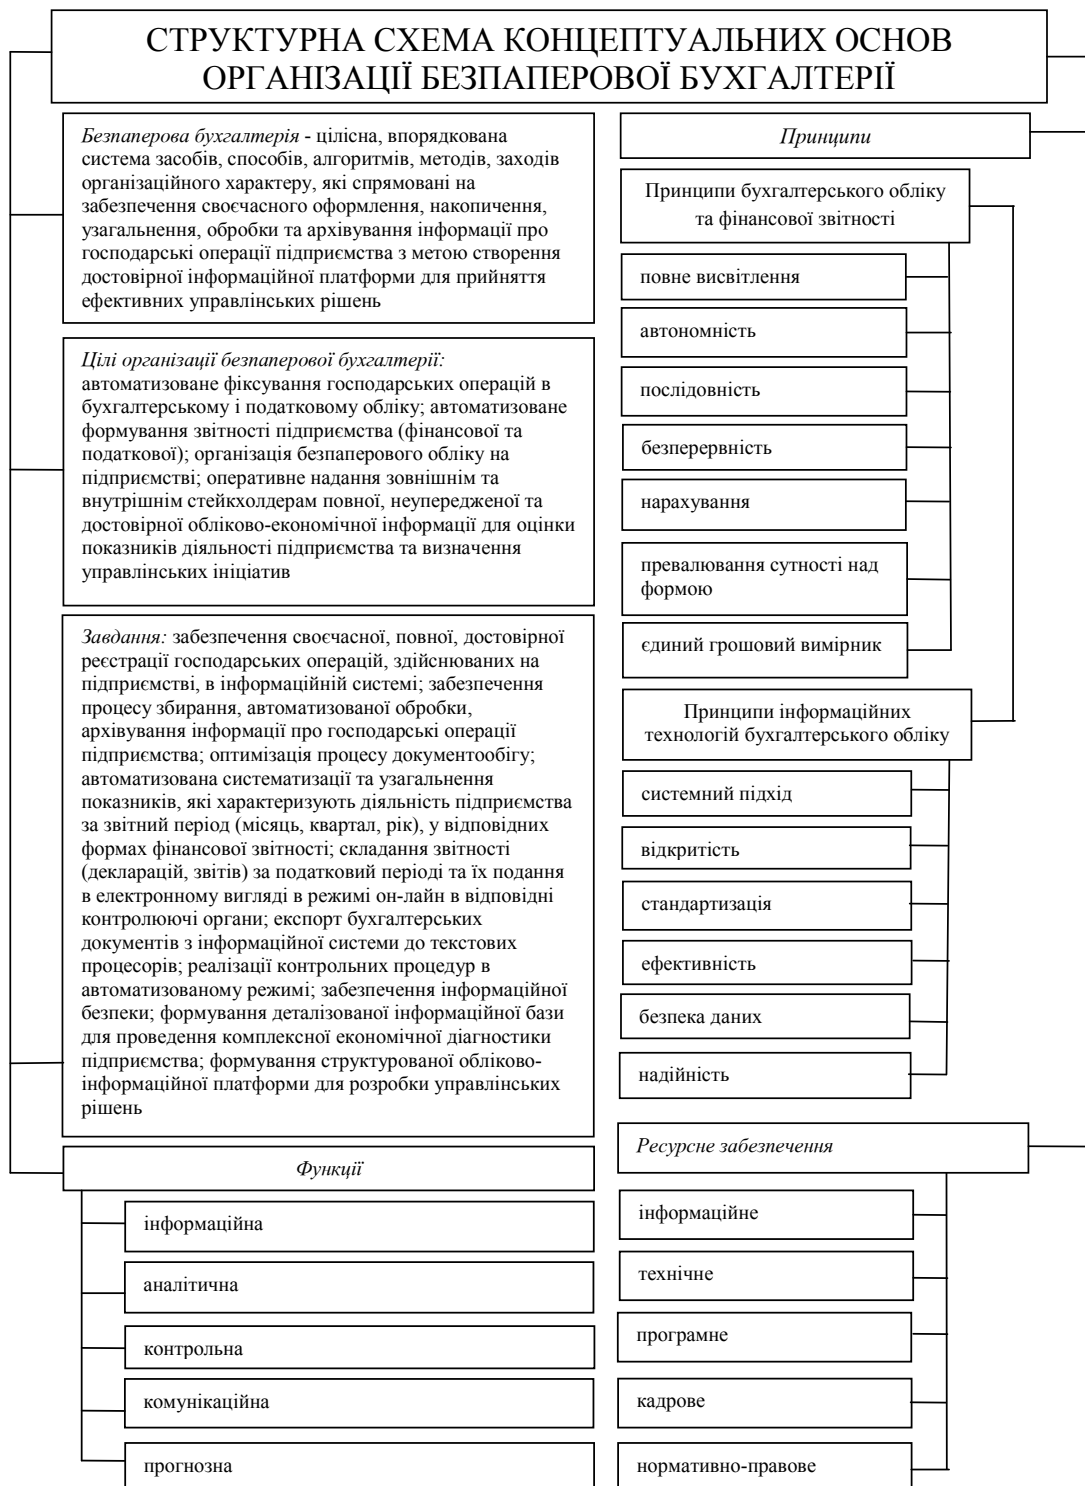 СТРУКТУРНА СХЕМА КОНЦЕПТУАЛЬНИХ ОСНОВ
ОРГАНІЗАЦІЇ БЕЗПАПЕРОВОЇ БУХГАЛТЕРІЇ
Безпаперова бухгалтерія - цілісна, впорядкована
система засобів, способів, алгоритмів, методів, заходів
організаційного характеру, які спрямовані на
забезпечення своєчасного оформлення, накопичення,
узагальнення, обробки та архівування інформації про
господарські операції підприємства з метою створення
достовірної інформаційної платформи для прийняття
ефективних управлінських рішень
Цілі організації безпаперової бухгалтерії:
автоматизоване фіксування господарських операцій в
бухгалтерському і податковому обліку; автоматизоване
формування звітності підприємства (фінансової та
податкової); організація безпаперового обліку на
підприємстві; оперативне надання зовнішнім та
внутрішнім стейкхолдерам повної, неупередженої та
достовірної обліково-економічної інформації для оцінки
показників діяльності підприємства та визначення
управлінських ініціатив
Завдання: забезпечення своєчасної, повної, достовірної
реєстрації господарських операцій, здійснюваних на
підприємстві, в інформаційній системі; забезпечення
процесу збирання, автоматизованої обробки,
архівування інформації про господарські операції
підприємства; оптимізація процесу документообігу;
автоматизована систематизації та узагальнення
показників, які характеризують діяльність підприємства
за звітний період (місяць, квартал, рік), у відповідних
формах фінансової звітності; складання звітності
(декларацій, звітів) за податковий періоді та їх подання
в електронному вигляді в режимі он-лайн в відповідні
контролюючі органи; експорт бухгалтерських
документів з інформаційної системи до текстових
процесорів; реалізації контрольних процедур в
автоматизованому режимі; забезпечення інформаційної
безпеки; формування деталізованої інформаційної бази
для проведення комплексної економічної діагностики
підприємства; формування структурованої обліково-
інформаційної платформи для розробки управлінських
рішень
Функції
інформаційна
аналітична
контрольна
комунікаційна
прогнозна
Принципи
Принципи бухгалтерського обліку
та фінансової звітності
повне висвітлення
автономність
послідовність
безперервність
нарахування
превалювання сутності над
формою
єдиний грошовий вимірник
Принципи інформаційних
технологій бухгалтерського обліку
системний підхід
відкритість
стандартизація
ефективність
безпека даних
надійність
Ресурсне забезпечення
інформаційне
технічне
програмне
кадрове
нормативно-правове